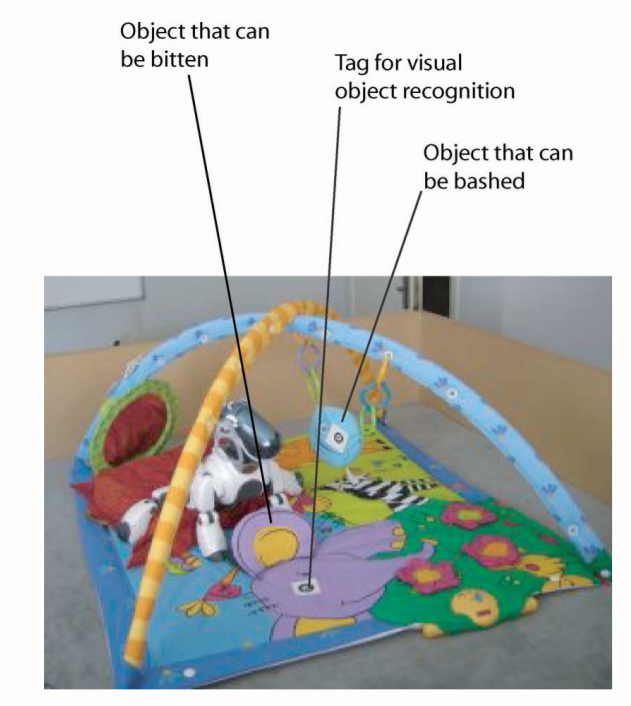 Object that can
be bitten
Tag for visual
object recognition
Object that can
be bashed